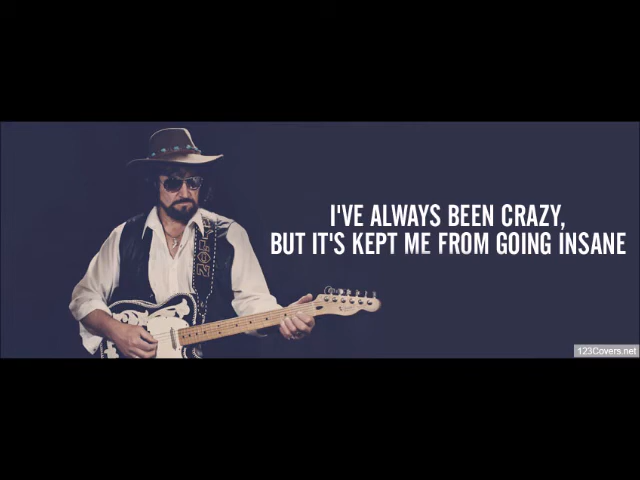 I'VE ALWAYS BEEN CRAZY,
BUT IT'S KEPT ME FROM GOING INSANE
123Covers.net